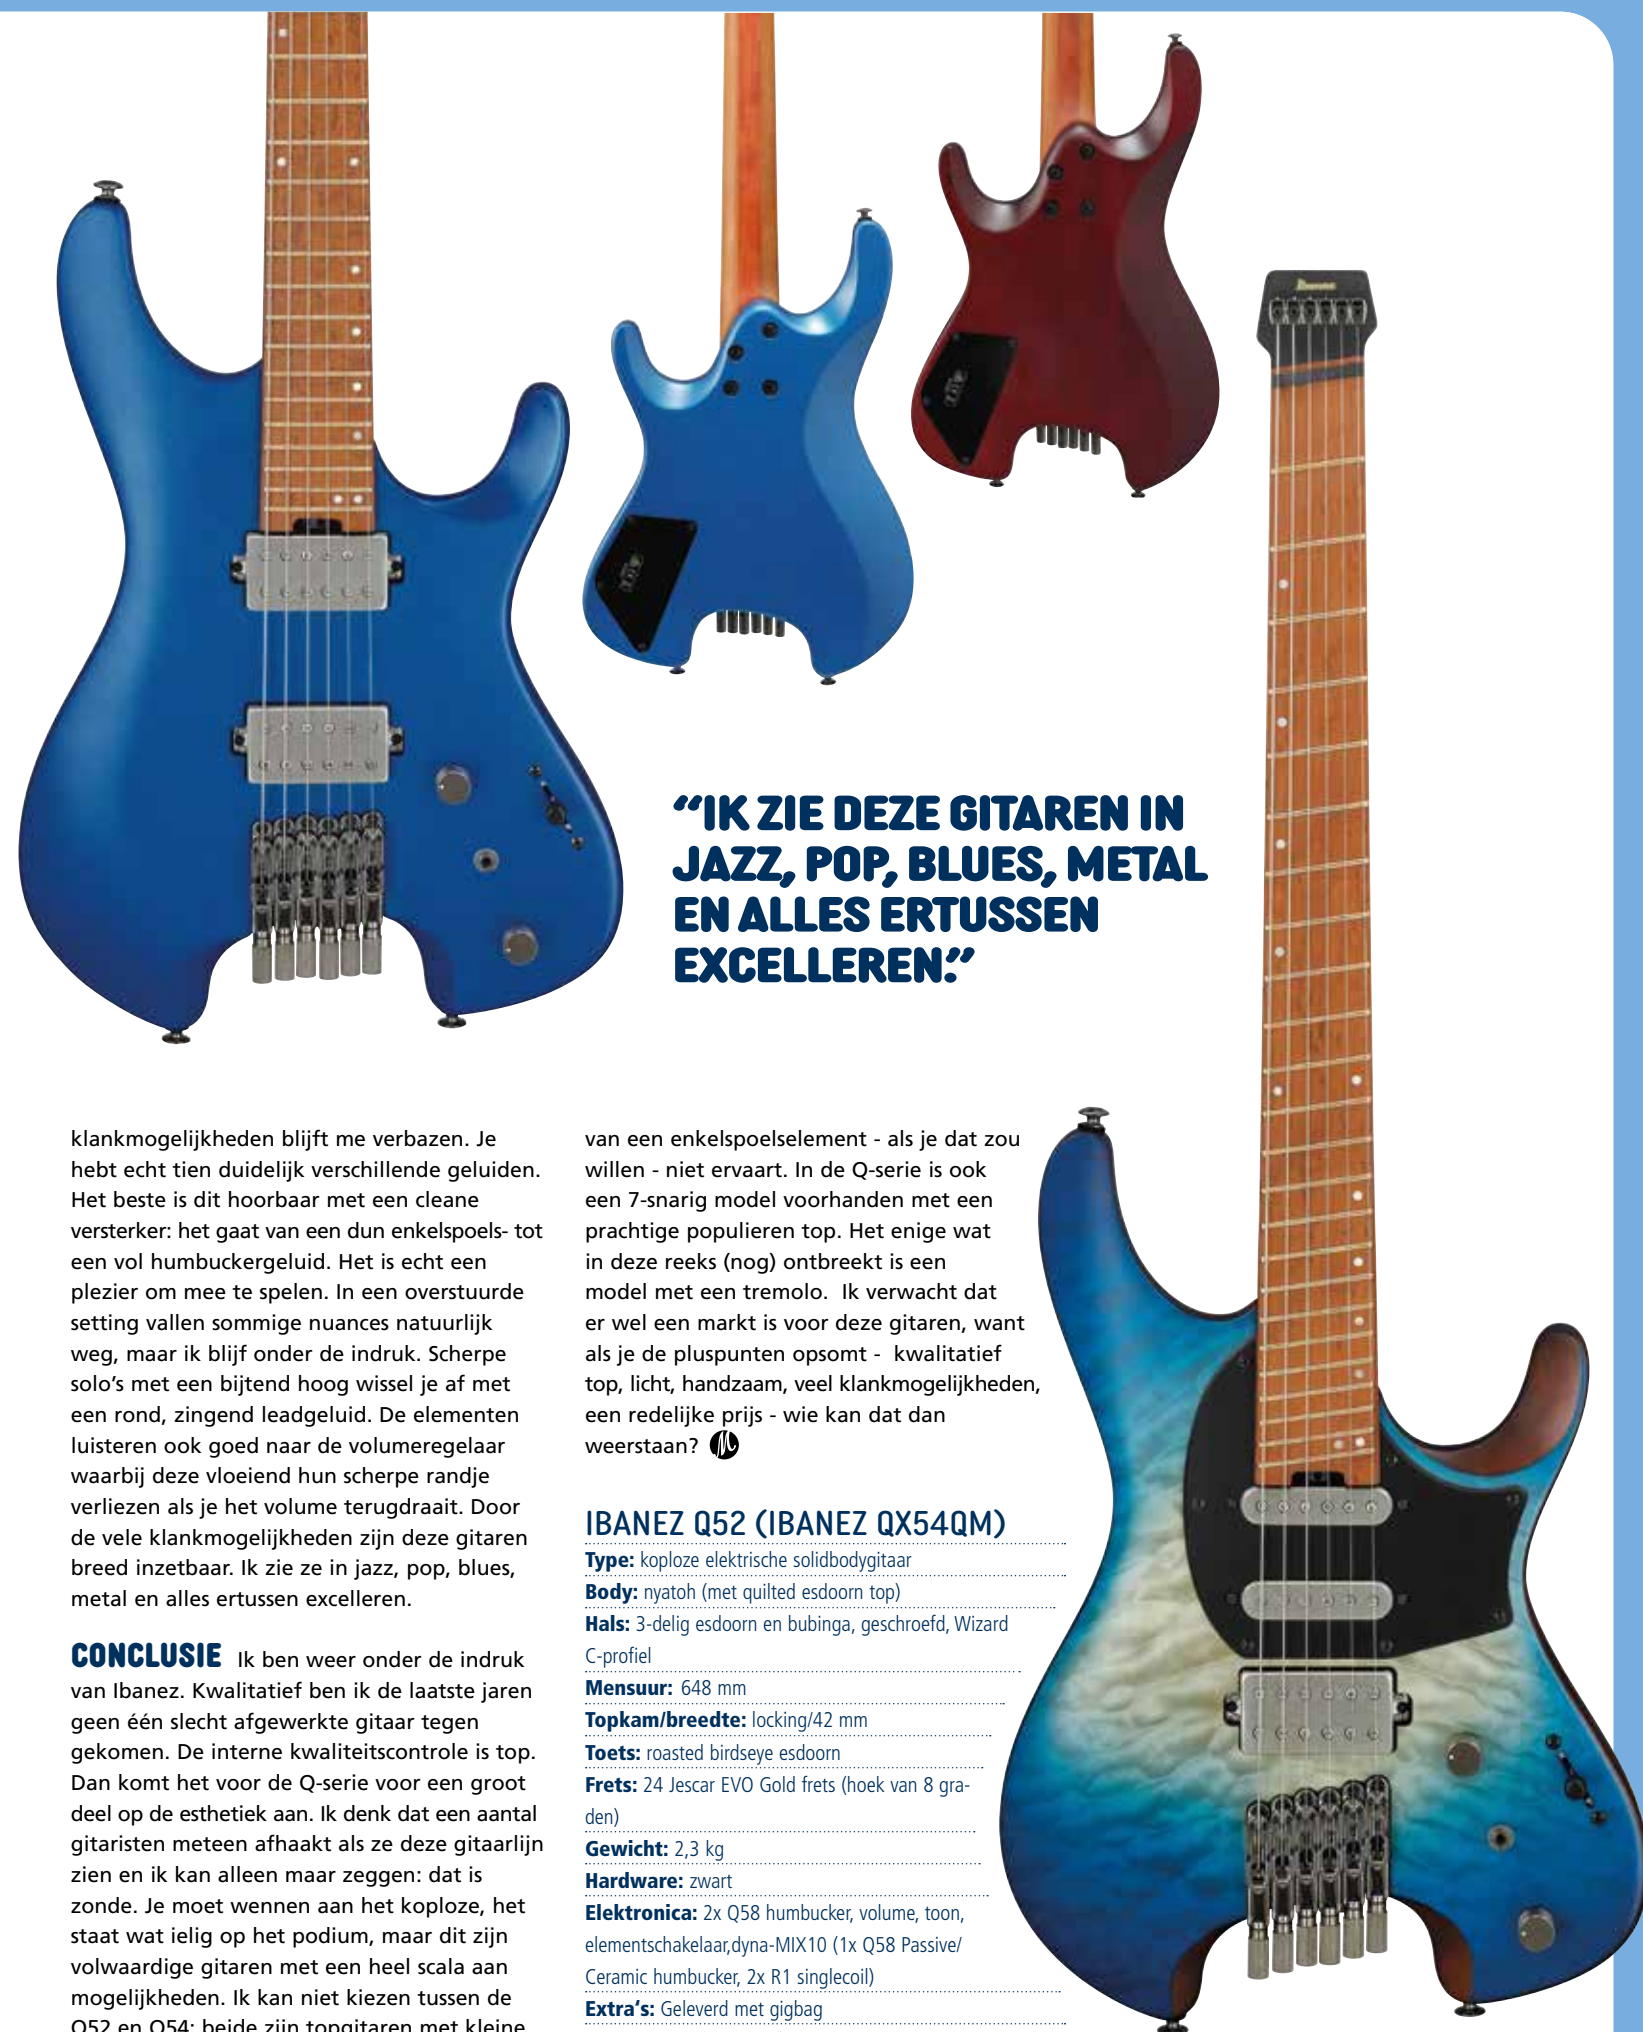 “IK ZIE DEZE GITAREN IN
JAZZ, POP, BLUES, METAL
EN ALLES ERTUSSEN
EXCELLEREN.”
klankmogelijkheden blijft me verbazen. Je
hebt echt tien duidelijk verschillende geluiden.
Het beste is dit hoorbaar met een cleane
versterker: het gaat van een dun enkelspoels- tot
een vol humbuckergeluid. Het is echt een
plezier om mee te spelen. In een overstuurde
setting vallen sommige nuances natuurlijk
weg, maar ik blijf onder de indruk. Scherpe
solo’s met een bijtend hoog wissel je af met
een rond, zingend leadgeluid. De elementen
luisteren ook goed naar de volumeregelaar
waarbij deze vloeiend hun scherpe randje
verliezen als je het volume terugdraait. Door
de vele klankmogelijkheden zijn deze gitaren
breed inzetbaar. Ik zie ze in jazz, pop, blues,
metal en alles ertussen excelleren.
CONCLUSIE Ik ben weer onder de indruk
van Ibanez. Kwalitatief ben ik de laatste jaren
geen één slecht afgewerkte gitaar tegen
gekomen. De interne kwaliteitscontrole is top.
Dan komt het voor de Q-serie voor een groot
deel op de esthetiek aan. Ik denk dat een aantal
gitaristen meteen afhaakt als ze deze gitaarlijn
zien en ik kan alleen maar zeggen: dat is
zonde. Je moet wennen aan het koploze, het
staat wat ielig op het podium, maar dit zijn
volwaardige gitaren met een heel scala aan
mogelijkheden. Ik kan niet kiezen tussen de
Q52 en Q54: beide zijn topgitaren met kleine
van een enkelspoelselement - als je dat zou
willen - niet ervaart. In de Q-serie is ook
een 7-snarig model voorhanden met een
prachtige populieren top. Het enige wat
in deze reeks (nog) ontbreekt is een
model met een tremolo. Ik verwacht dat
er wel een markt is voor deze gitaren, want
als je de pluspunten opsomt - kwalitatief
top, licht, handzaam, veel klankmogelijkheden,
een redelijke prijs - wie kan dat dan
weerstaan? M
IBANEZ Q52 (IBANEZ QX54QM)
Type: koploze elektrische solidbodygitaar
Body: nyatoh (met quilted esdoorn top)
Hals: 3-delig esdoorn en bubinga, geschroefd, Wizard
C-profiel
Mensuur: 648 mm
Topkam/breedte: locking/42 mm
Toets: roasted birdseye esdoorn
Frets: 24 Jescar EVO Gold frets (hoek van 8 gra-
den)
Gewicht: 2,3 kg
Hardware: zwart
Elektronica: 2x Q58 humbucker, volume, toon,
elementschakelaar,dyna-MIX10 (1x Q58 Passive/
Ceramic humbucker, 2x R1 singlecoil)
Extra’s: Geleverd met gigbag
Ibanez